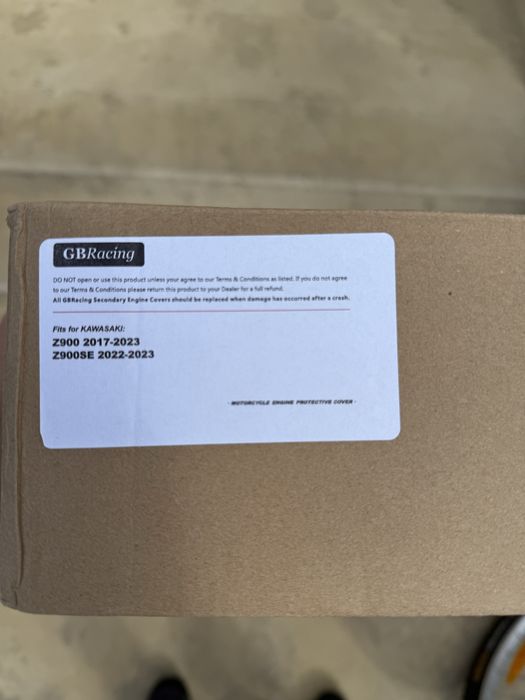 GBRacing
DO NOT open or use this product unless your agree to our Terms & Conditions as listed. If you do not agree
to our Terms & Conditions please return this product to your Dealer for a full refund.
All GBRacing Secondary Engine Covers should be replaced when damage has occurred after a crash.
Fits for KAWASAKI:
Z900 2017-2023
Z900SE 2022-2023
- MOTORCYCLE ENGINE PROTECTIVE COVER -